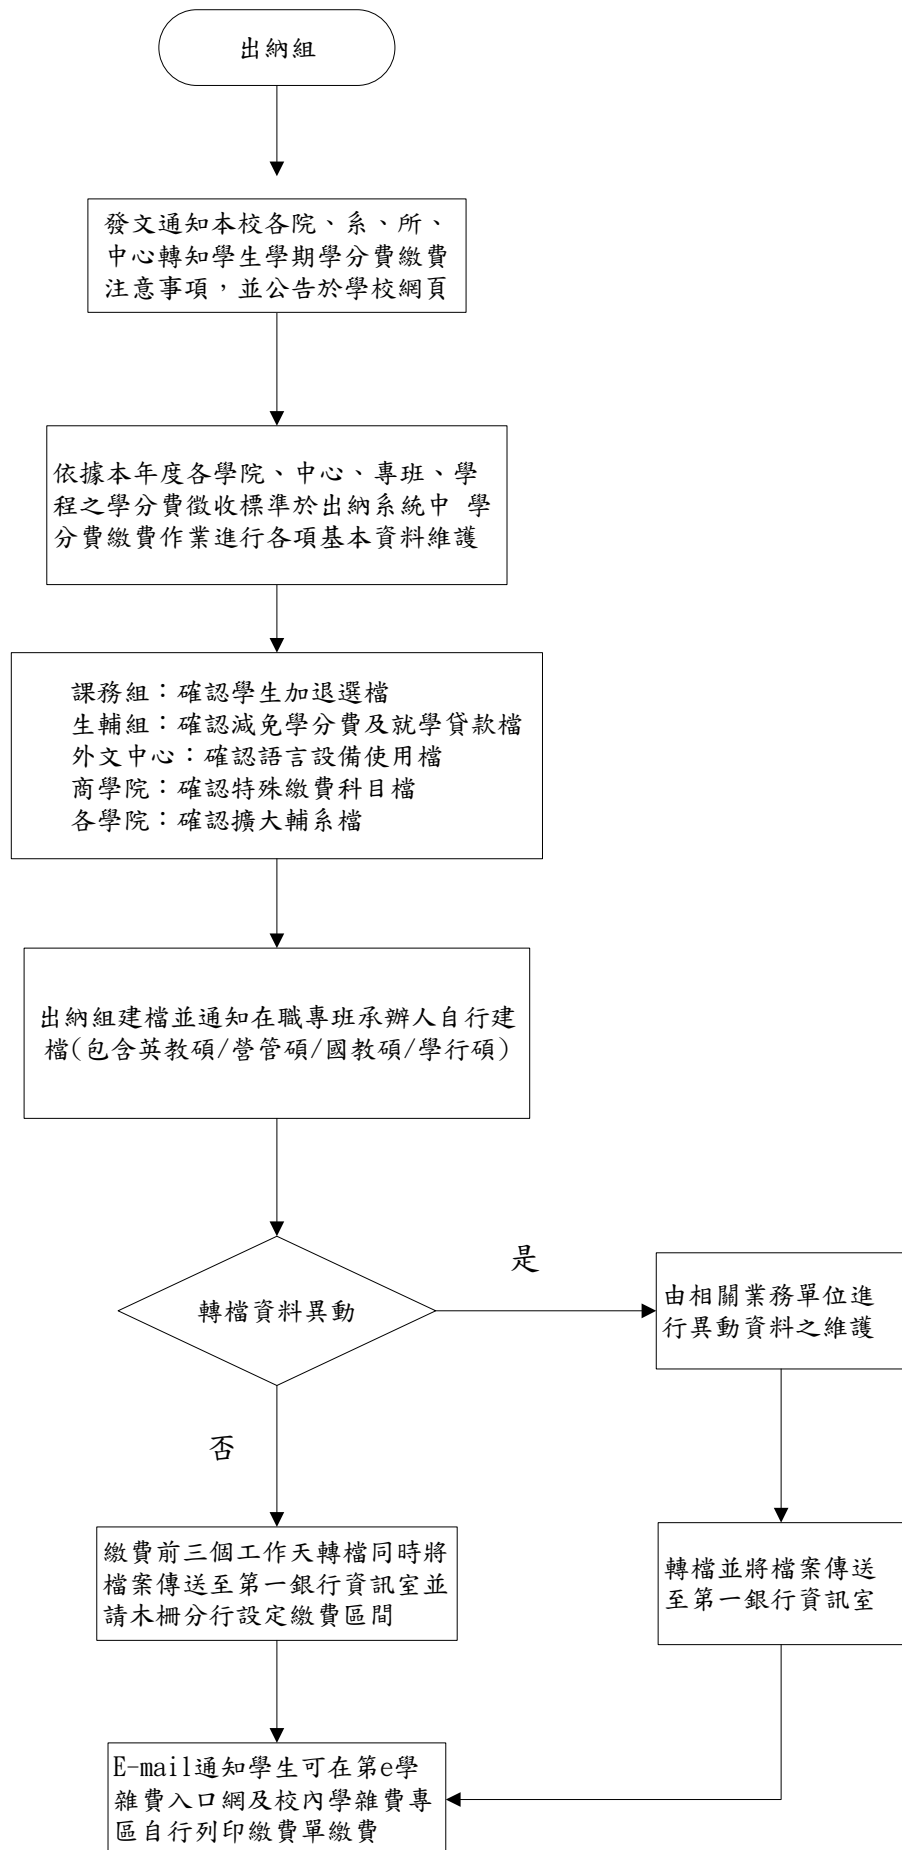 出納組
發文通知本校各院、系、所、
中心轉知學生學期學分費繳費
注意事項，並公告於學校網頁
依據本年度各學院、中心、專班、學
程之學分費徵收標準於出納系統中 學
分費繳費作業進行各項基本資料維護
課務組：確認學生加退選檔
生輔組：確認減免學分費及就學貸款檔
外文中心：確認語言設備使用檔
商學院：確認特殊繳費科目檔
各學院：確認擴大輔系檔
出納組建檔並通知在職專班承辦人自行建
檔(包含英教碩/營管碩/國教碩/學行碩)
轉檔資料異動
是
由相關業務單位進
行異動資料之維護
否
繳費前三個工作天轉檔同時將
檔案傳送至第一銀行資訊室並
請木柵分行設定繳費區間
轉檔並將檔案傳送
至第一銀行資訊室
E-mail通知學生可在第e學
雜費入口網及校內學雜費專
區自行列印繳費單繳費